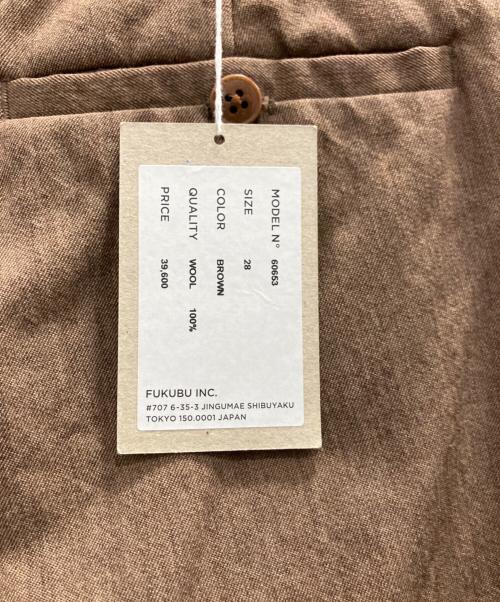 MODEL N° 60653
SIZE 28
COLOR BROWN
QUALITY WOOL 100%
PRICE 39,600
FUKUBU INC.
#707 6-35-3 JINGUMAE SHIBUYAKU
TOKYO 150.0001 JAPAN